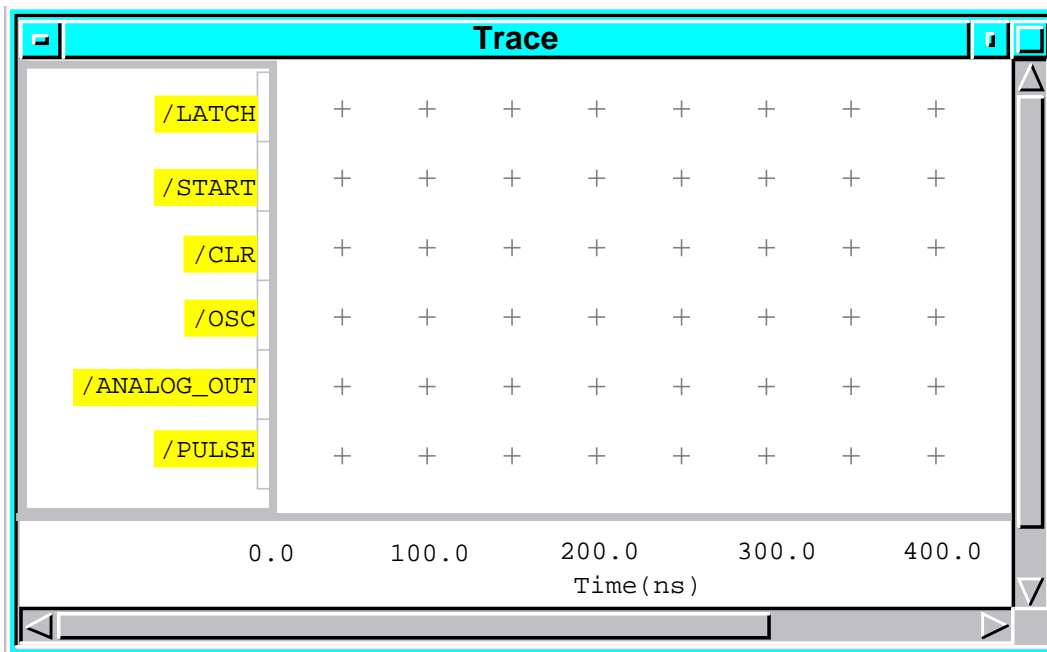 Trace
/LATCH
/START
/CLR
/OSC
/ANALOG_OUT
/PULSE
0.0 100.0 200.0 300.0 400.0
Time(ns)